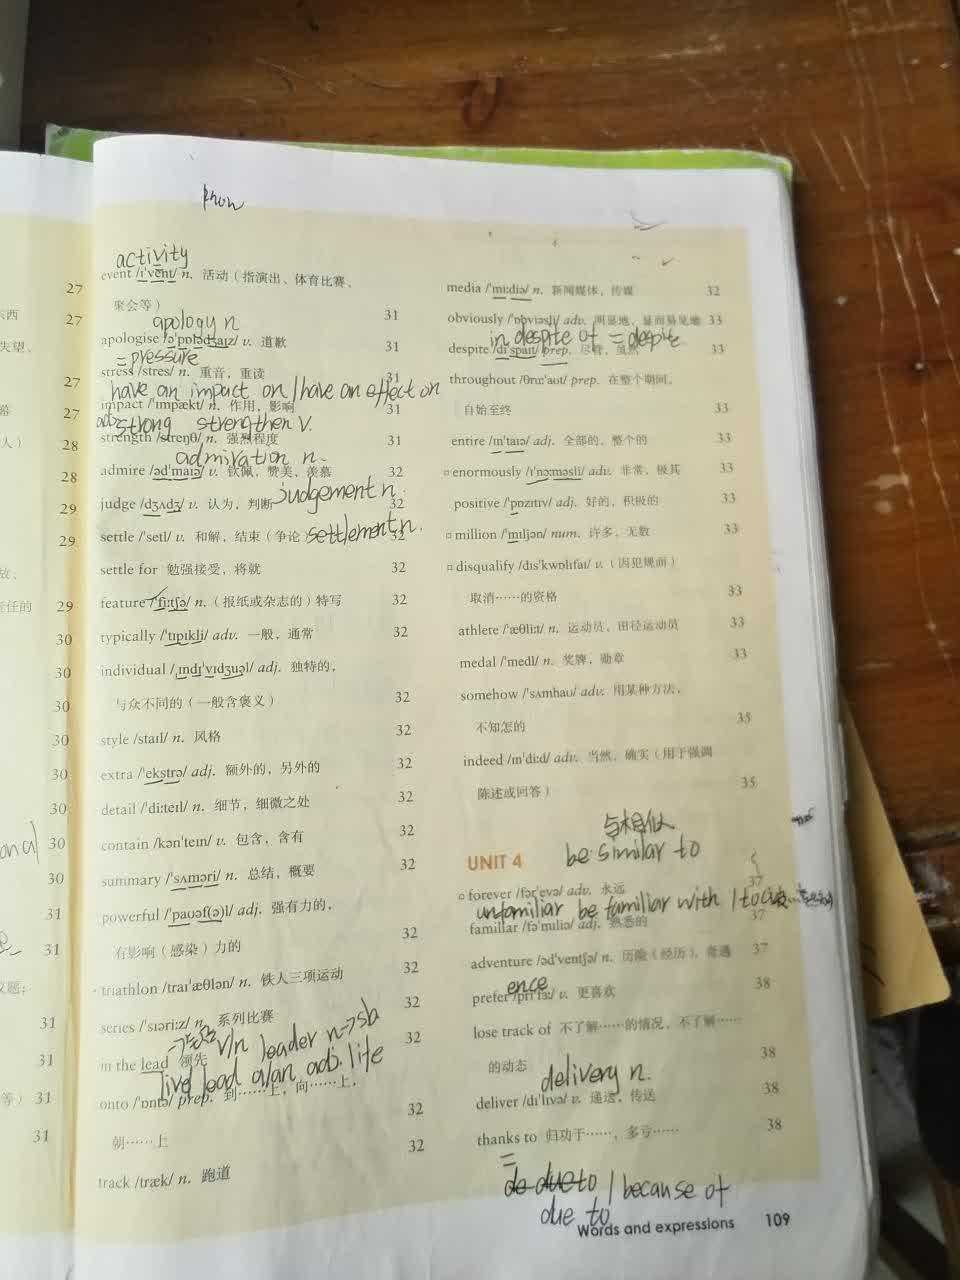 know
activity
event /ɪˈvent/ n. 活动（指演出、体育比赛、
聚会等） 31
apology n
apologise /əˈpɒlədʒaɪz/ v. 道歉 31
=pressure
stress /stres/ n. 重音，重读 31
have an impact on / have an effect on
impact /ˈɪmpækt/ n. 作用，影响 31
strong strengthen v.
strength /streŋθ/ n. 强烈程度 31
admiration n.
admire /ədˈmaɪə/ v. 钦佩，赞美，羡慕 32
judge /dʒʌdʒ/ v. 认为，判断 judgement n. 32
settle /ˈsetl/ v. 和解，结束（争论） settlement n. 32
settle for 勉强接受，将就 32
feature /ˈfiːtʃə/ n.（报纸或杂志的）特写 32
typically /ˈtɪpɪkli/ adv. 一般，通常 32
individual /ˌɪndɪˈvɪdʒuəl/ adj. 独特的，
与众不同的（一般含褒义） 32
style /staɪl/ n. 风格 32
extra /ˈekstrə/ adj. 额外的，另外的 32
detail /ˈdiːteɪl/ n. 细节，细微之处 32
contain /kənˈteɪn/ v. 包含，含有 32
summary /ˈsʌməri/ n. 总结，概要 32
powerful /ˈpaʊəf(ə)l/ adj. 强有力的，
有影响（感染）力的 32
triathlon /traɪˈæθlən/ n. 铁人三项运动 32
series /ˈsɪəriːz/ n. 系列比赛 32
v/n leader n→sb
in the lead 领先 32
live lead a/an adj. life
onto /ˈɒntə/ prep. 到……上，向……上，
朝……上 32
track /træk/ n. 跑道 32
media /ˈmiːdiə/ n. 新闻媒体，传媒 32
obviously /ˈɒbviəsli/ adv. 明显地，显而易见地 33
in despite of = despite
despite /dɪˈspaɪt/ prep. 尽管，虽然 33
throughout /θruːˈaʊt/ prep. 在整个期间，
自始至终 33
entire /ɪnˈtaɪə/ adj. 全部的，整个的 33
▫ enormously /ɪˈnɔːməsli/ adv. 非常，极其 33
positive /ˈpɒzɪtɪv/ adj. 好的，积极的 33
▫ million /ˈmɪljən/ num. 许多，无数 33
▫ disqualify /dɪsˈkwɒlɪfaɪ/ v.（因犯规而）
取消……的资格 33
athlete /ˈæθliːt/ n. 运动员，田径运动员 33
medal /ˈmedl/ n. 奖牌，勋章 33
somehow /ˈsʌmhaʊ/ adv. 用某种方法，
不知怎的 35
indeed /ɪnˈdiːd/ adv. 当然，确实（用于强调
陈述或回答） 35
与相似
UNIT 4 be similar to
▫ forever /fərˈevə/ adv. 永远 37
unfamiliar be familiar with / to
familiar /fəˈmɪliə/ adj. 熟悉的 37
adventure /ədˈventʃə/ n. 历险（经历），奇遇 37
ence
prefer /prɪˈfɜː/ v. 更喜欢 38
lose track of 不了解……的情况，不了解……
的动态 38
delivery n.
deliver /dɪˈlɪvə/ v. 递送，传送 38
thanks to 归功于……，多亏…… 38
=
due to / because of
due to
Words and expressions 109
27
27
27
27
28
28
29
29
29
30
30
30
30
30
30
30
30
31
31
31
31
31
31